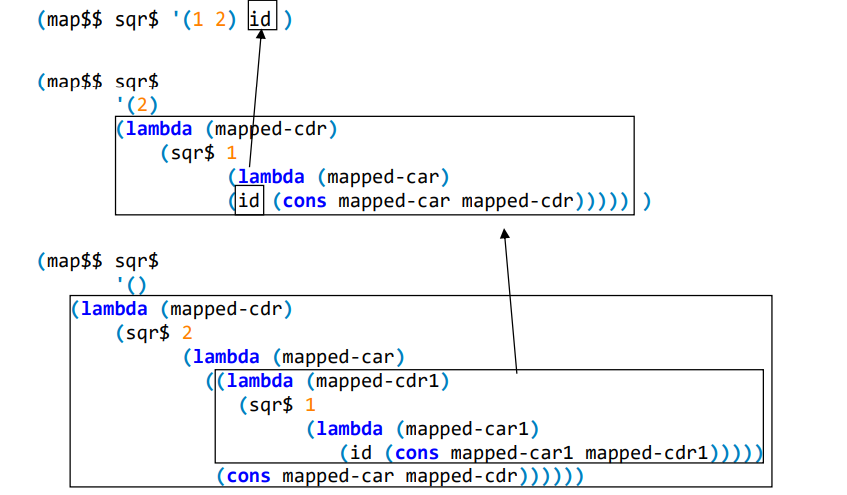 (map$$ sqr$ '(1 2) id )
(map$$ sqr$
'(2)
(lambda (mapped-cdr)
(sqr$ 1
(lambda (mapped-car)
(id (cons mapped-car mapped-cdr))))) )
(map$$ sqr$
'()
(lambda (mapped-cdr)
(sqr$ 2
(lambda (mapped-car)
((lambda (mapped-cdr1)
(sqr$ 1
(lambda (mapped-car1)
(id (cons mapped-car1 mapped-cdr1)))))
(cons mapped-car mapped-cdr))))))